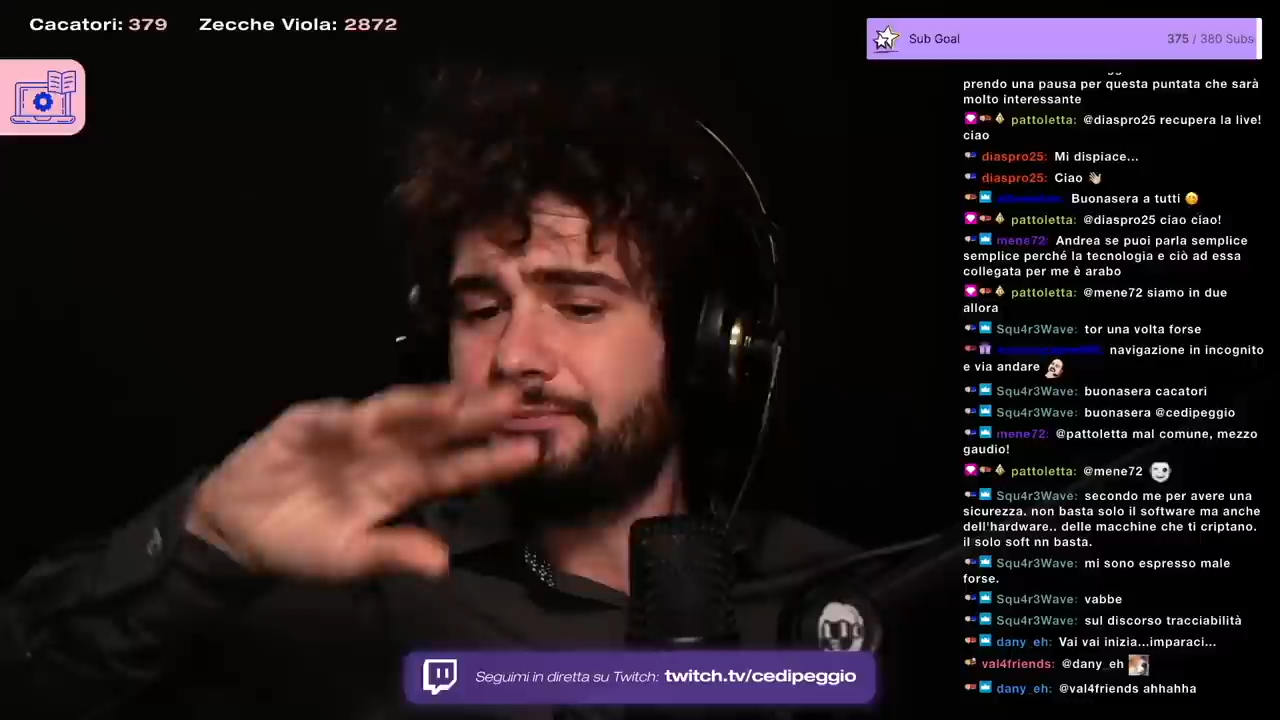 Cacatori: 379 Zecche Viola: 2872
Sub Goal 375 / 380 Subs
prendo una pausa per questa puntata che sarà
molto interessante
pattoletta: @diaspro25 recupera la live!
ciao
diaspro25: Mi dispiace...
diaspro25: Ciao 👋
Buonasera a tutti 😊
pattoletta: @diaspro25 ciao ciao!
mene72: Andrea se puoi parla semplice
semplice perché la tecnologia e ciò ad essa
collegata per me è arabo
pattoletta: @mene72 siamo in due
allora
Squ4r3Wave: tor una volta forse
navigazione in incognito
e via andare
Squ4r3Wave: buonasera cacatori
Squ4r3Wave: buonasera @cedipeggio
mene72: @pattoletta mal comune, mezzo
gaudio!
pattoletta: @mene72
Squ4r3Wave: secondo me per avere una
sicurezza. non basta solo il software ma anche
dell'hardware.. delle macchine che ti criptano.
il solo soft nn basta.
Squ4r3Wave: mi sono espresso male
forse.
Squ4r3Wave: vabbe
Squ4r3Wave: sul discorso tracciabilità
dany_eh: Vai vai inizia...imparaci...
val4friends: @dany_eh
dany_eh: @val4friends ahhahha
Seguimi in diretta su Twitch: twitch.tv/cedipeggio